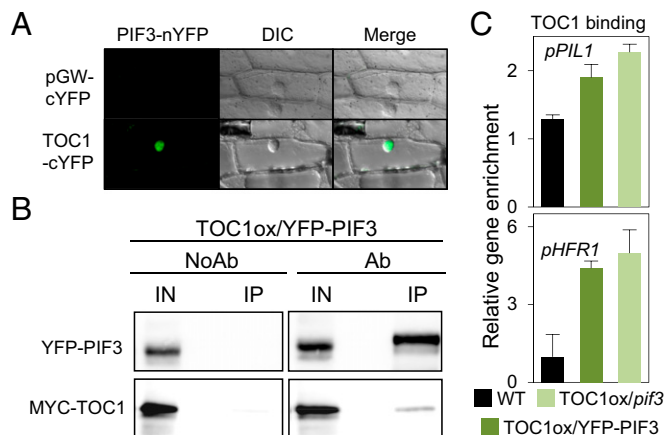 A
PIF3-nYFP DIC Merge
pGW-
cYFP
TOC1
-cYFP
B
TOC1ox/YFP-PIF3
NoAb Ab
IN IP IN IP
YFP-PIF3
MYC-TOC1
C
TOC1 binding
Relative gene enrichment
pPIL1
2
1
0
pHFR1
6
3
0
WT TOC1ox/pif3
TOC1ox/YFP-PIF3